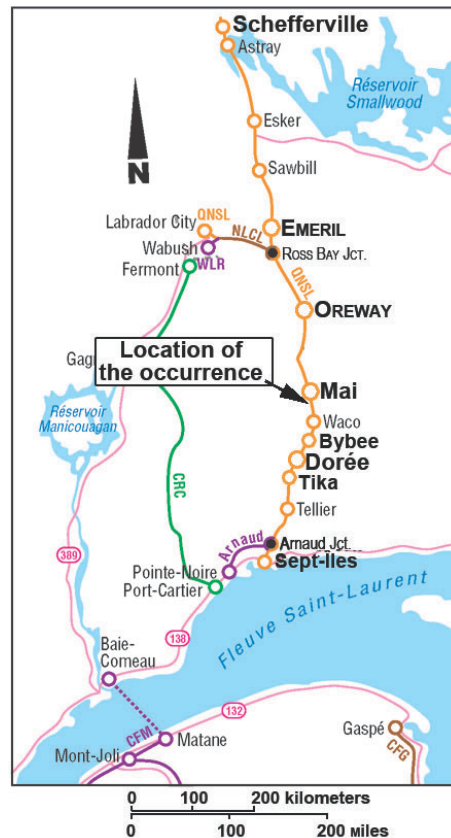 Schefferville
Astray
Réservoir
Smallwood
Esker
Sawbill
N
Labrador City
QNSL
EMERIL
NLCL
Wabush
WLR
ROSS BAY JCT.
Fermont
QNSL
OREWAY
Location of
the occurrence
Gagn
Mai
Réservoir
Manicouagan
Waco
Bybee
Dorée
CRC
Tika
Tellier
389
Arnaud
Arnaud Jct.
Sept-Iles
Pointe-Noire
Port-Cartier
138
Fleuve Saint-Laurent
Baie-
Comeau
132
Gaspé
CFM
Matane
CFG
Mont-Joli
0 100 200 kilometers
0 100 200 MILES